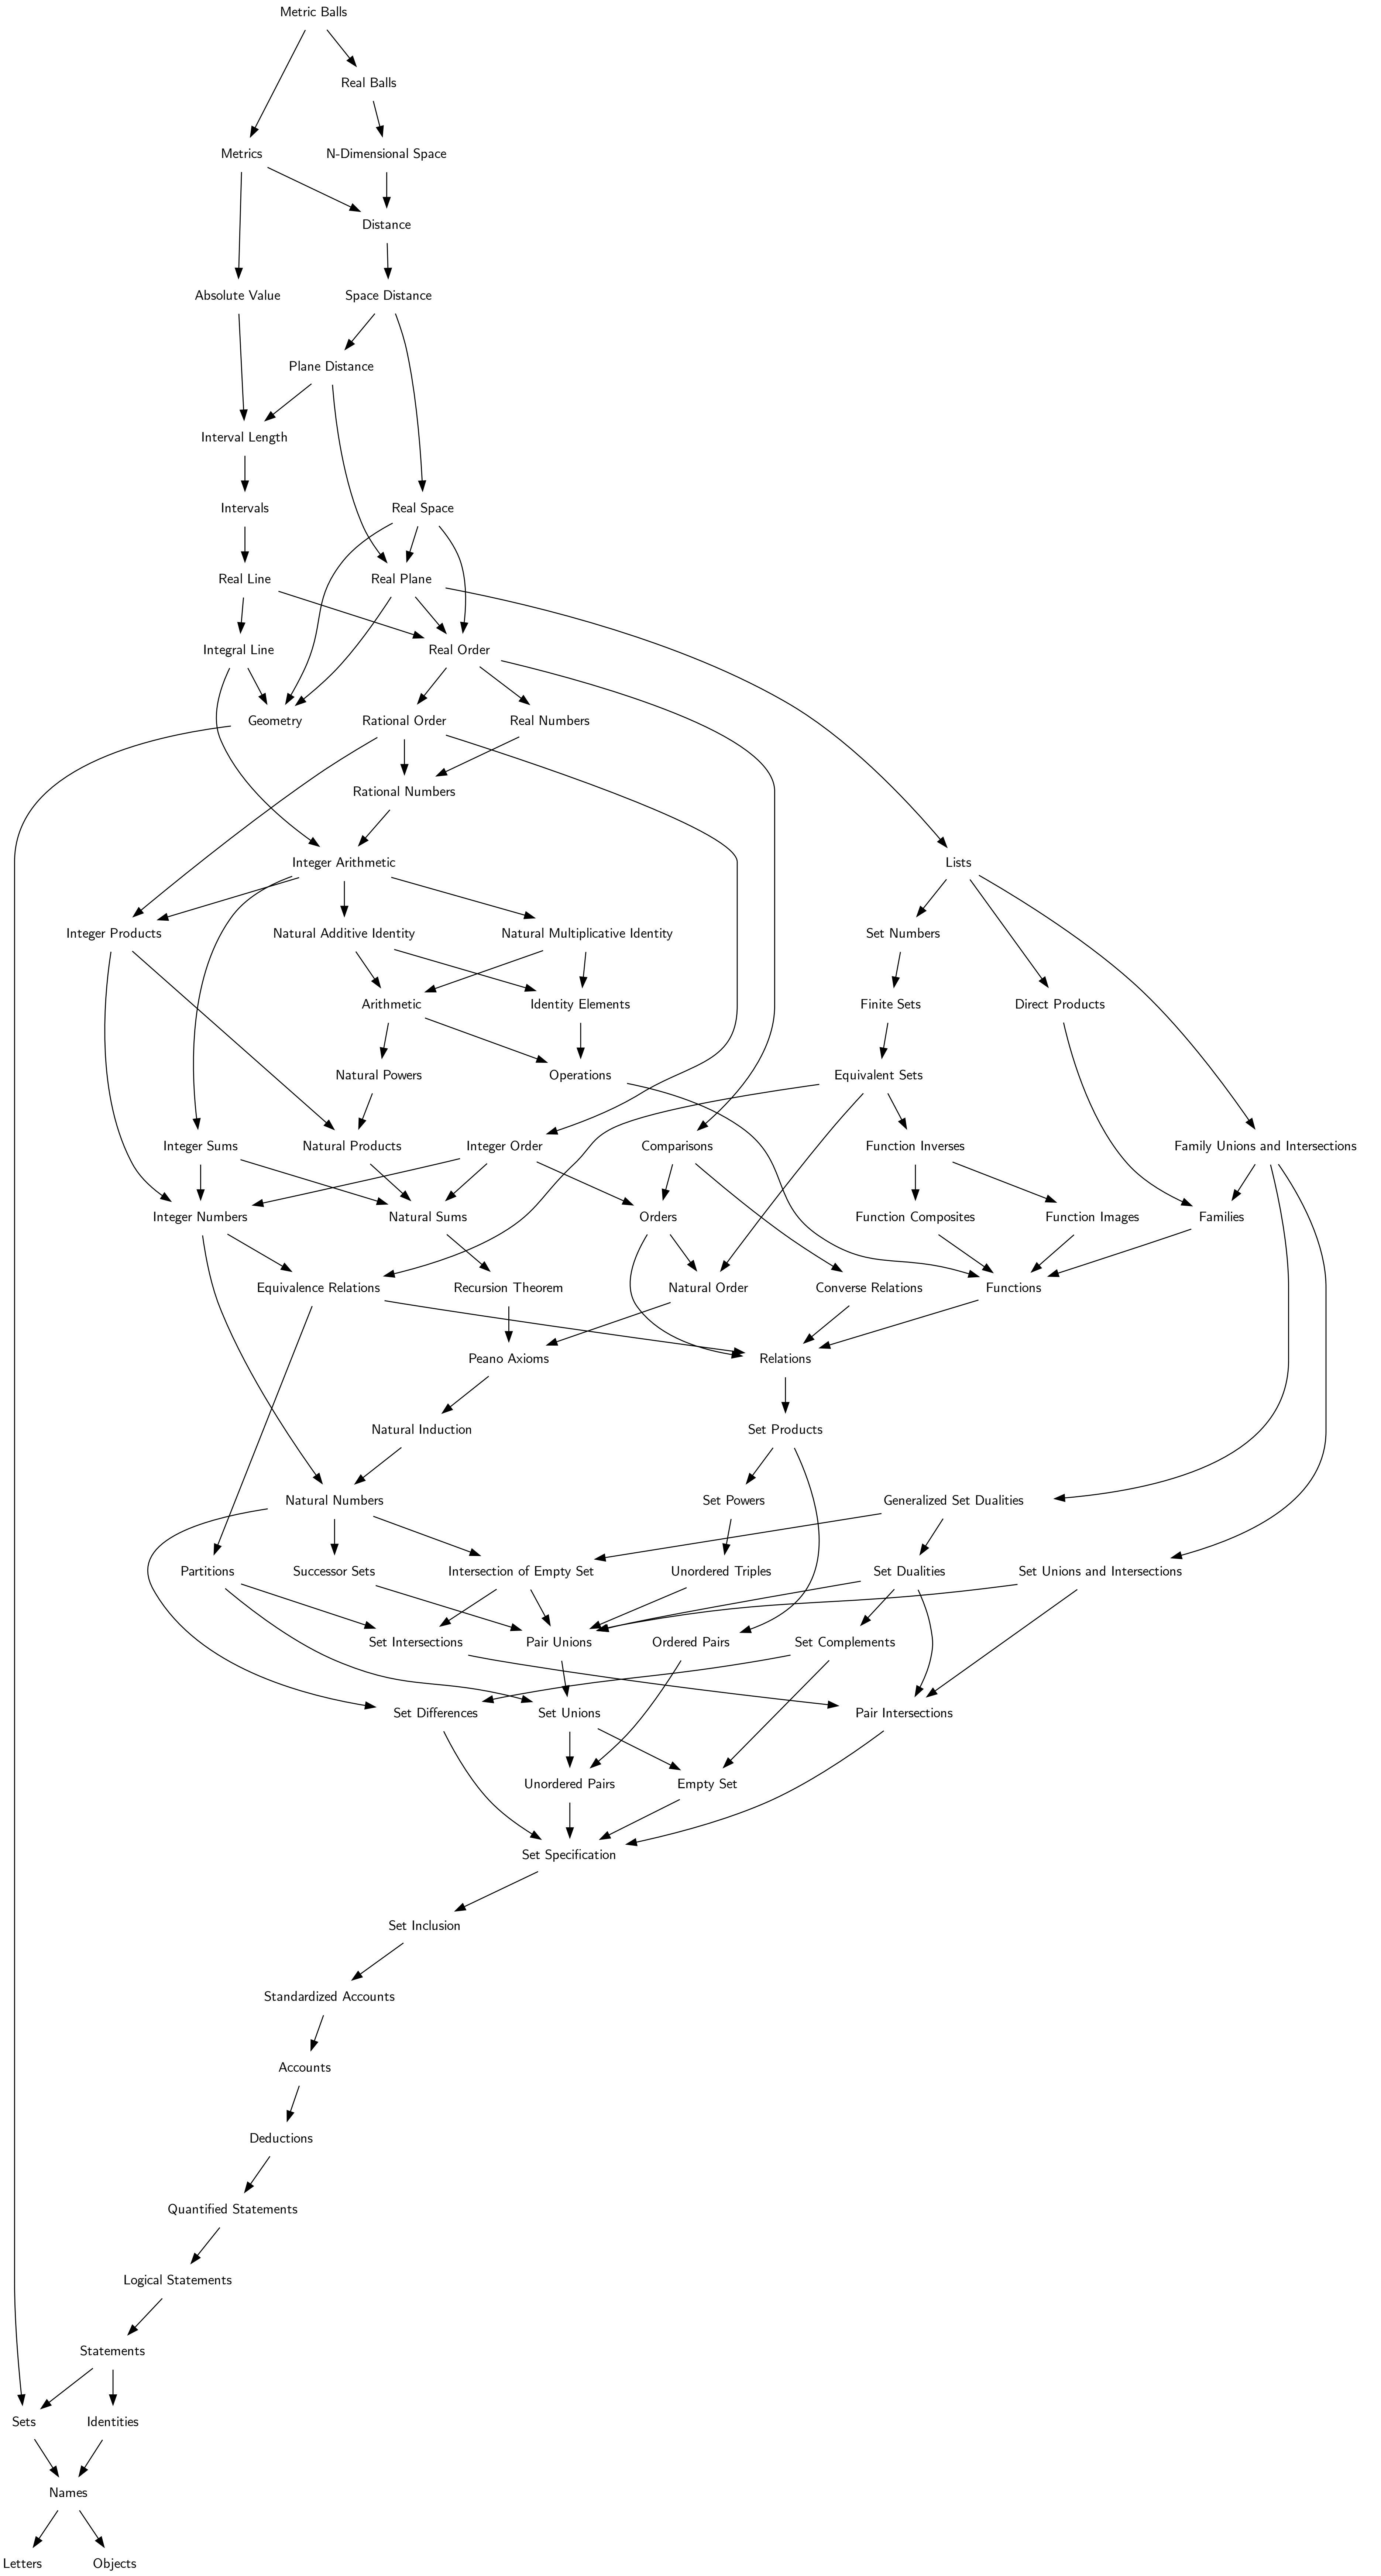 Metric Balls
Real Balls
Metrics
N-Dimensional Space
Distance
Absolute Value
Space Distance
Plane Distance
Interval Length
Intervals
Real Space
Real Line
Real Plane
Integral Line
Real Order
Geometry
Rational Order
Real Numbers
Rational Numbers
Integer Arithmetic
Lists
Integer Products
Natural Additive Identity
Natural Multiplicative Identity
Set Numbers
Arithmetic
Identity Elements
Finite Sets
Direct Products
Natural Powers
Operations
Equivalent Sets
Integer Sums
Natural Products
Integer Order
Comparisons
Function Inverses
Family Unions and Intersections
Integer Numbers
Natural Sums
Orders
Function Composites
Function Images
Families
Equivalence Relations
Recursion Theorem
Natural Order
Converse Relations
Functions
Peano Axioms
Relations
Natural Induction
Set Products
Natural Numbers
Set Powers
Generalized Set Dualities
Partitions
Successor Sets
Intersection of Empty Set
Unordered Triples
Set Dualities
Set Unions and Intersections
Set Intersections
Pair Unions
Ordered Pairs
Set Complements
Set Differences
Set Unions
Pair Intersections
Unordered Pairs
Empty Set
Set Specification
Set Inclusion
Standardized Accounts
Accounts
Deductions
Quantified Statements
Logical Statements
Statements
Sets
Identities
Names
Letters
Objects